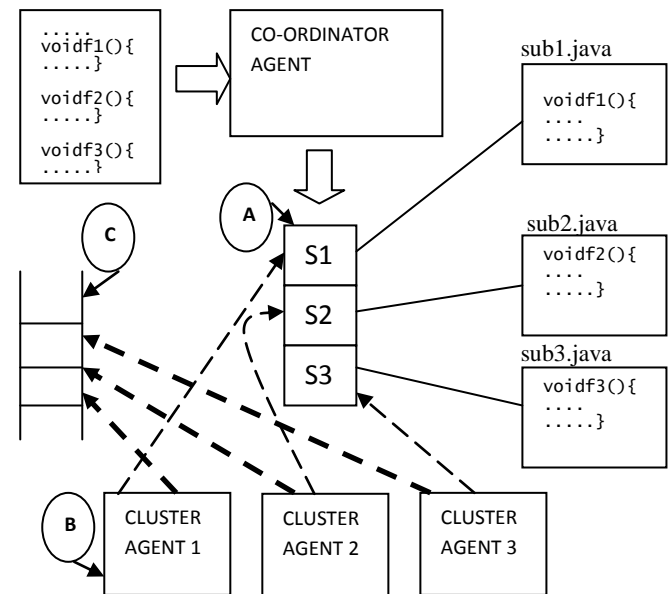 .....
voidf1(){
.....}
voidf2(){
.....}
voidf3(){
.....}
CO-ORDINATOR
AGENT
sub1.java
voidf1(){
....
.....}
A
C
S1
S2
S3
sub2.java
voidf2(){
....
.....}
sub3.java
voidf3(){
....
.....}
B
CLUSTER
AGENT 1
CLUSTER
AGENT 2
CLUSTER
AGENT 3